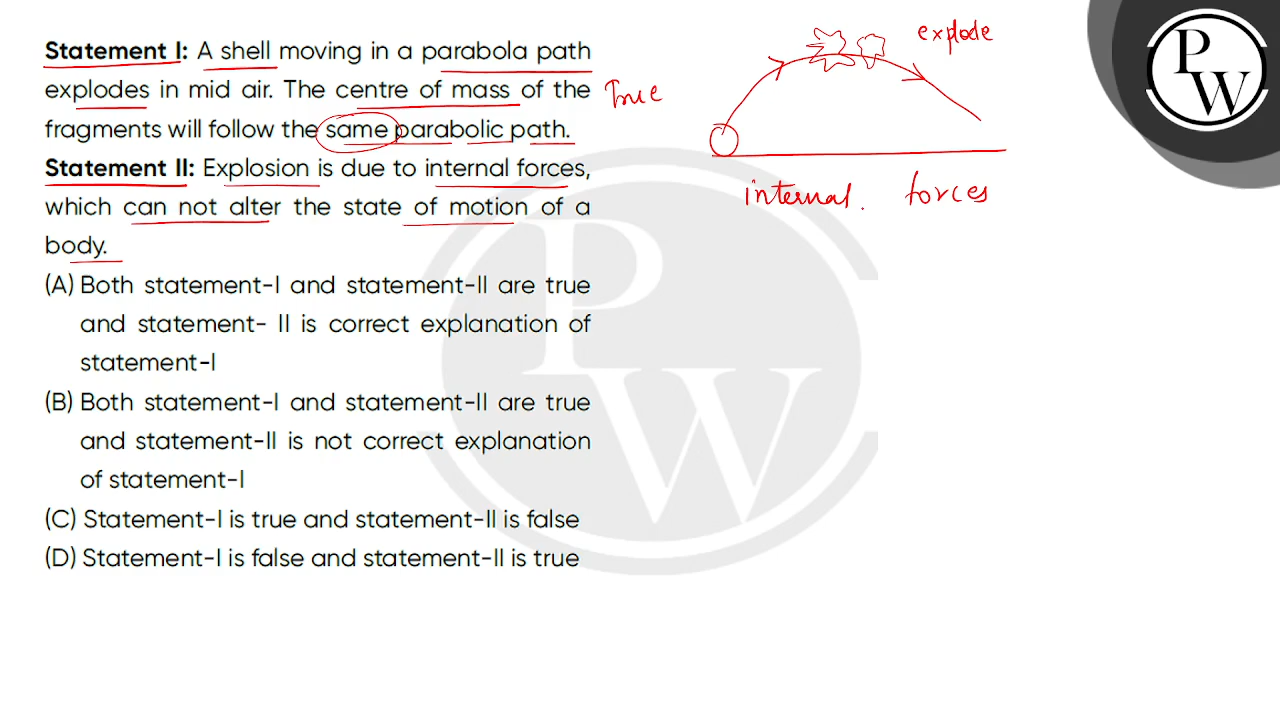 Statement I: A shell moving in a parabola path
explodes in mid air. The centre of mass of the
fragments will follow the same parabolic path.
True
explode
Statement II: Explosion is due to internal forces,
which can not alter the state of motion of a
body.
internal. forces
(A) Both statement-I and statement-II are true
and statement- II is correct explanation of
statement-I
(B) Both statement-I and statement-II are true
and statement-II is not correct explanation
of statement-I
(C) Statement-I is true and statement-II is false
(D) Statement-I is false and statement-II is true
P
W
P
W